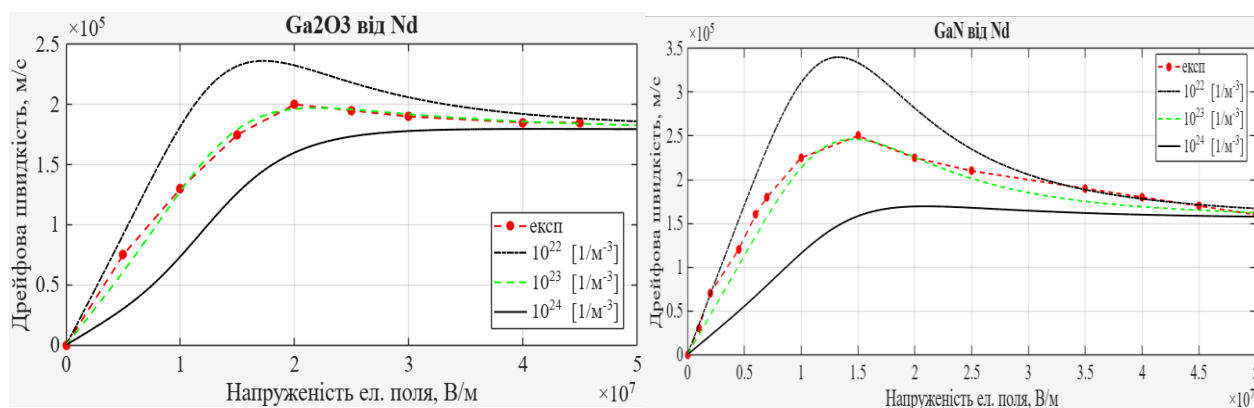 Ga2O3 від Nd
×10⁵
2.5
2
1.5
1
0.5
0
Дрейфова швидкість, м/с
експ
10²² [1/м⁻³]
10²³ [1/м⁻³]
10²⁴ [1/м⁻³]
0 1 2 3 4 5
×10⁷
Напруженість ел. поля, В/м
GaN від Nd
×10⁵
3.5
3
2.5
2
1.5
1
0.5
0
Дрейфова швидкість, м/с
експ
10²² [1/м⁻³]
10²³ [1/м⁻³]
10²⁴ [1/м⁻³]
0 0.5 1 1.5 2 2.5 3 3.5 4 4.5 5
×10⁷
Напруженість ел. поля, В/м